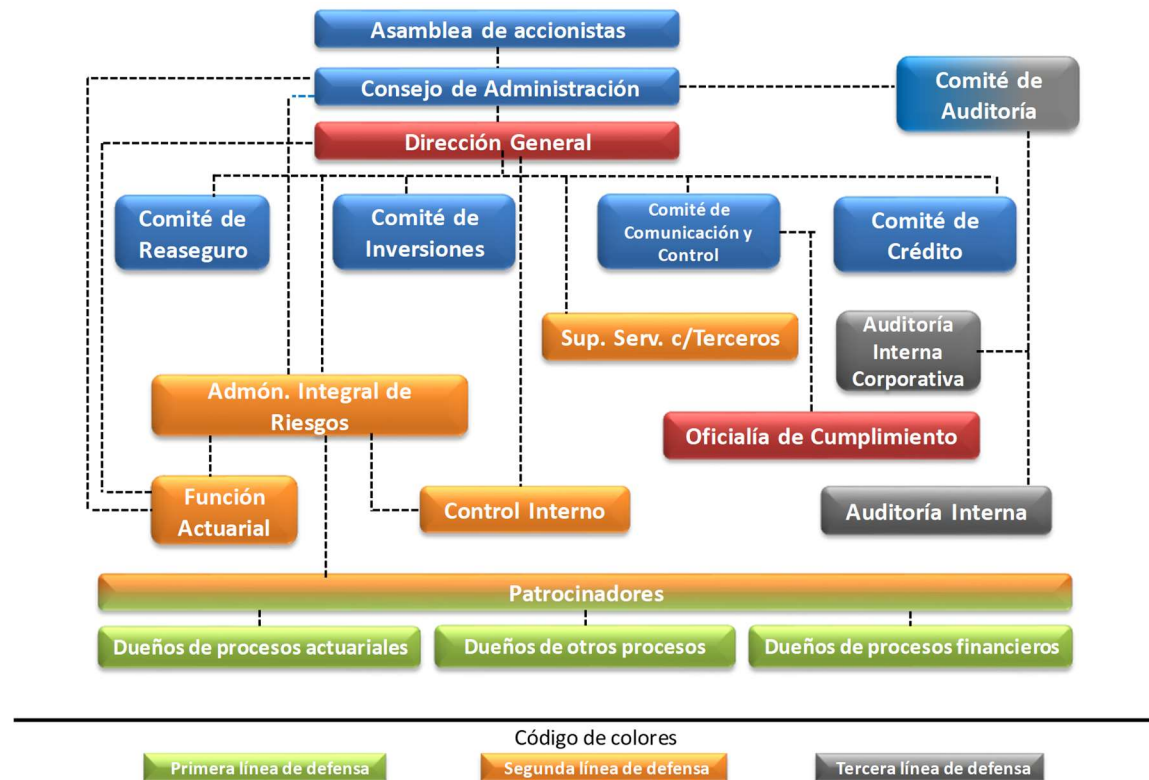 Asamblea de accionistas
Consejo de Administración
Comité de
Auditoría
Dirección General
Comité de
Reaseguro
Comité de
Inversiones
Comité de
Comunicación y
Control
Comité de
Crédito
Sup. Serv. c/Terceros
Auditoría
Interna
Corporativa
Admón. Integral de
Riesgos
Oficialía de Cumplimiento
Función
Actuarial
Control Interno
Auditoría Interna
Patrocinadores
Dueños de procesos actuariales
Dueños de otros procesos
Dueños de procesos financieros
Código de colores
Primera línea de defensa
Segunda línea de defensa
Tercera línea de defensa